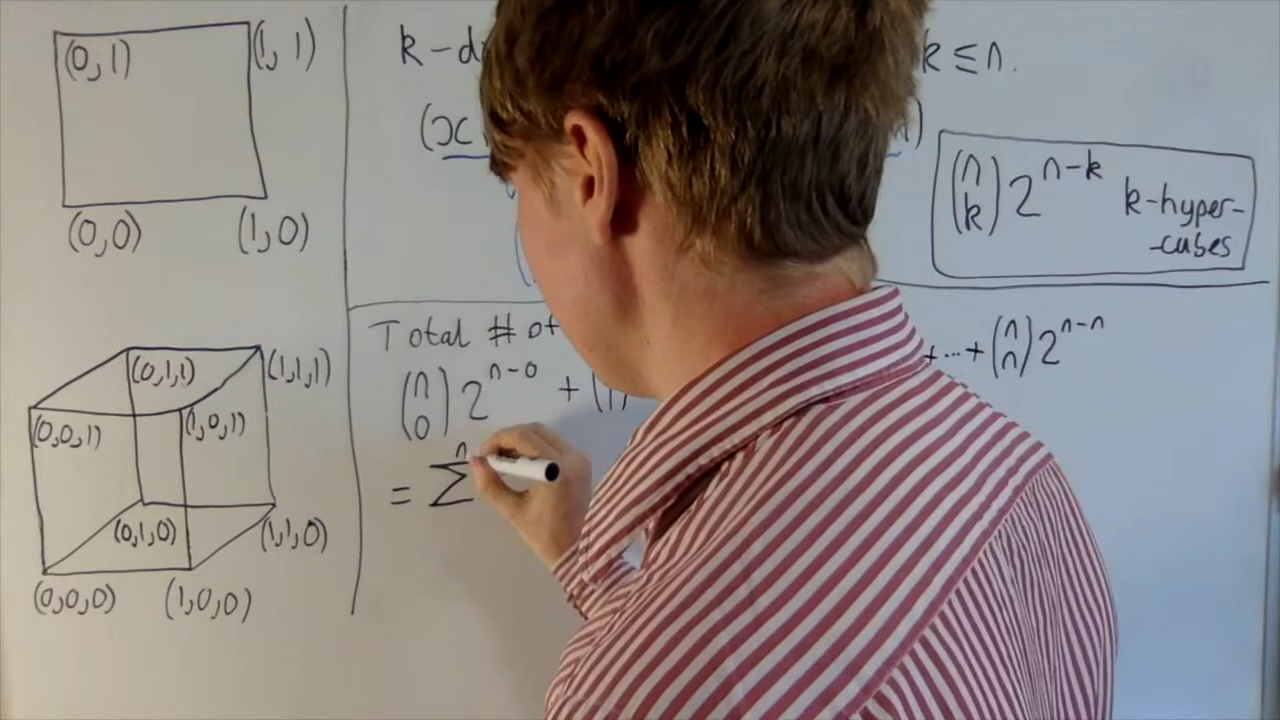 (0,1) (1,1)
(0,0) (1,0)
(0,1,1) (1,1,1)
(0,0,1) (1,0,1)
(0,1,0) (1,1,0)
(0,0,0) (1,0,0)
k-d k ≤ n.
(x )
(n k) 2^{n-k} k-hyper-
-cubes
Total # of
(n 0) 2^{n-0} + ( +...+ (n n) 2^{n-n}
= Σ^n